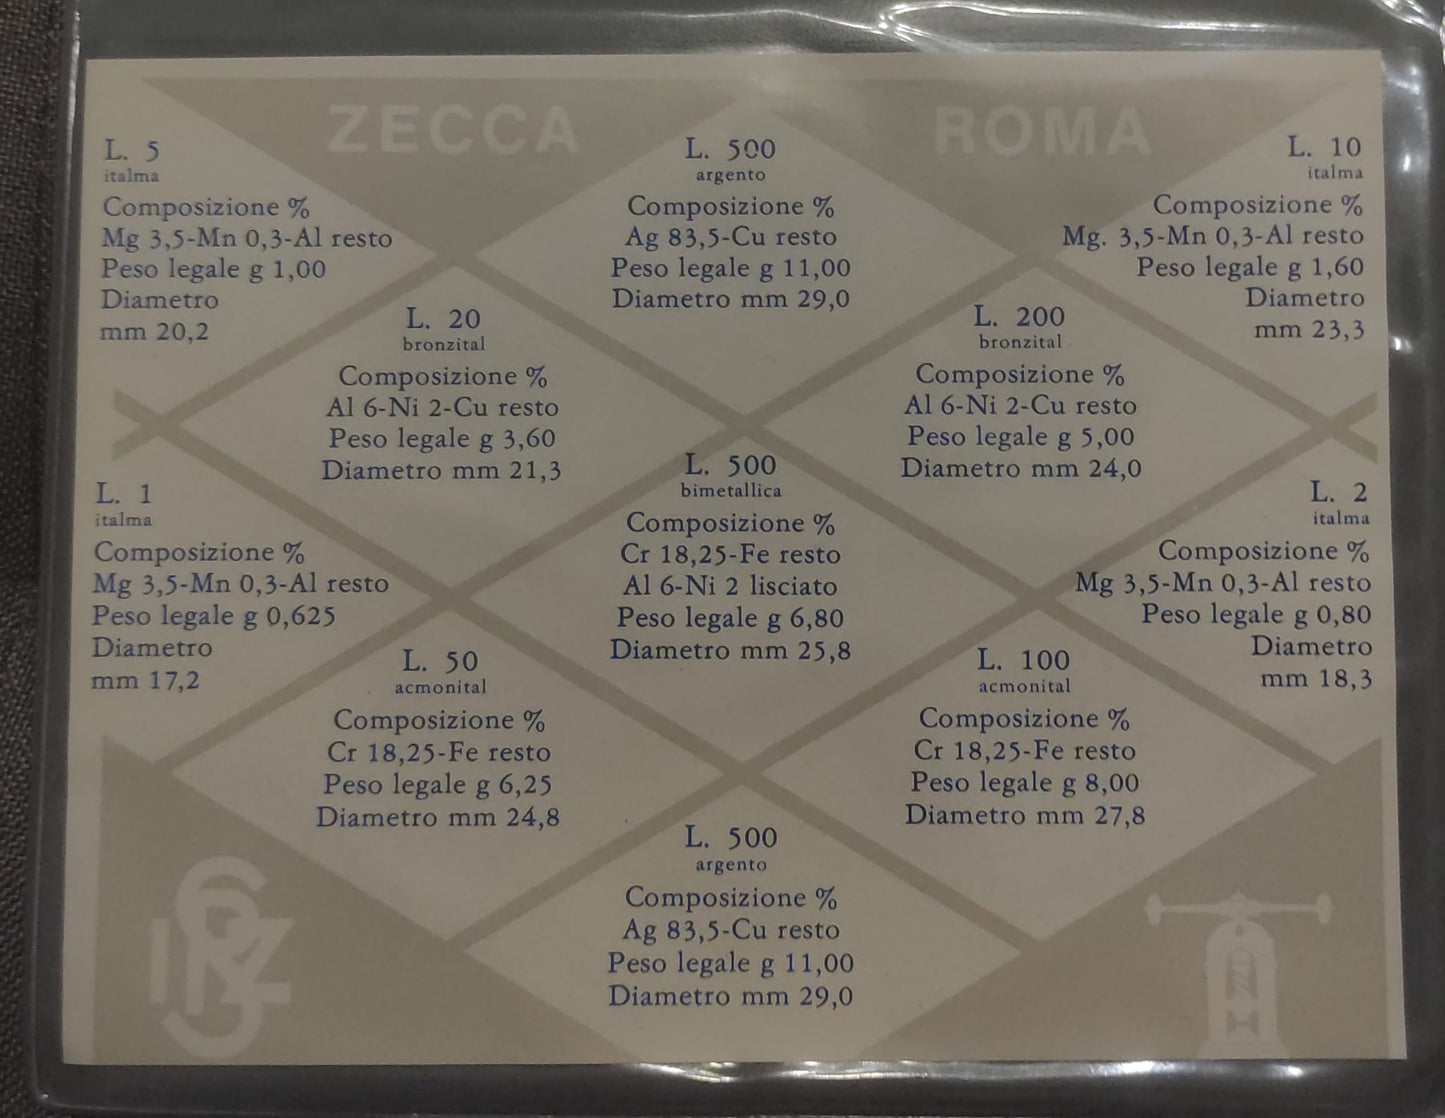 ZECCA ROMA
L. 5
italma
Composizione %
Mg 3,5-Mn 0,3-Al resto
Peso legale g 1,00
Diametro
mm 20,2
L. 500
argento
Composizione %
Ag 83,5-Cu resto
Peso legale g 11,00
Diametro mm 29,0
L. 10
italma
Composizione %
Mg. 3,5-Mn 0,3-Al resto
Peso legale g 1,60
Diametro
mm 23,3
L. 20
bronzital
Composizione %
Al 6-Ni 2-Cu resto
Peso legale g 3,60
Diametro mm 21,3
L. 200
bronzital
Composizione %
Al 6-Ni 2-Cu resto
Peso legale g 5,00
Diametro mm 24,0
L. 1
italma
Composizione %
Mg 3,5-Mn 0,3-Al resto
Peso legale g 0,625
Diametro
mm 17,2
L. 500
bimetallica
Composizione %
Cr 18,25-Fe resto
Al 6-Ni 2 lisciato
Peso legale g 6,80
Diametro mm 25,8
L. 2
italma
Composizione %
Mg 3,5-Mn 0,3-Al resto
Peso legale g 0,80
Diametro
mm 18,3
L. 50
acmonital
Composizione %
Cr 18,25-Fe resto
Peso legale g 6,25
Diametro mm 24,8
L. 100
acmonital
Composizione %
Cr 18,25-Fe resto
Peso legale g 8,00
Diametro mm 27,8
L. 500
argento
Composizione %
Ag 83,5-Cu resto
Peso legale g 11,00
Diametro mm 29,0